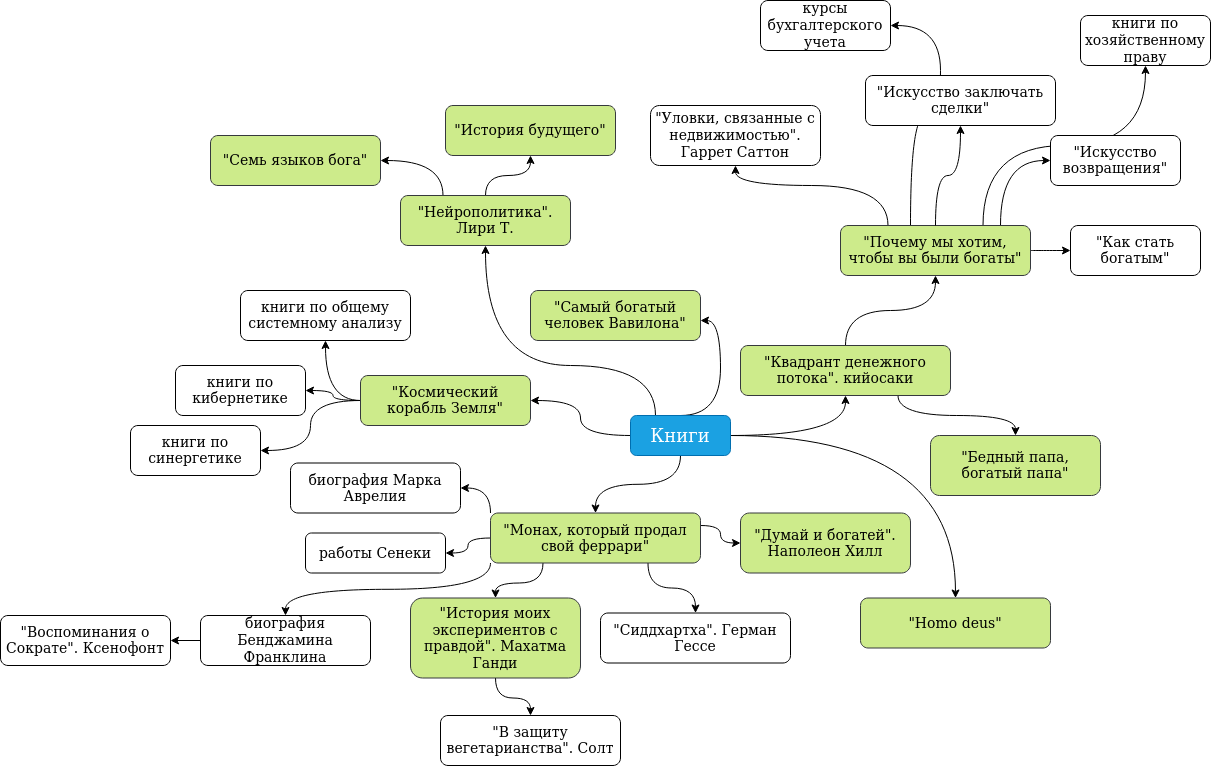 курсы
бухгалтерского
учета
книги по
хозяйственному
праву
"Искусство заключать
сделки"
"Уловки, связанные с
недвижимостью".
Гаррет Саттон
"История будущего"
"Семь языков бога"
"Искусство
возвращения"
"Нейрополитика".
Лири Т.
"Почему мы хотим,
чтобы вы были богаты"
"Как стать
богатым"
книги по общему
системному анализу
"Самый богатый
человек Вавилона"
"Квадрант денежного
потока". кийосаки
книги по
кибернетике
"Космический
корабль Земля"
Книги
книги по
синергетике
"Бедный папа,
богатый папа"
биография Марка
Аврелия
"Монах, который продал
свой феррари"
"Думай и богатей".
Наполеон Хилл
работы Сенеки
"Воспоминания о
Сократе". Ксенофонт
биография
Бенджамина
Франклина
"История моих
экспериментов с
правдой". Махатма
Ганди
"Сиддхартха". Герман
Гессе
"Homo deus"
"В защиту
вегетарианства". Солт